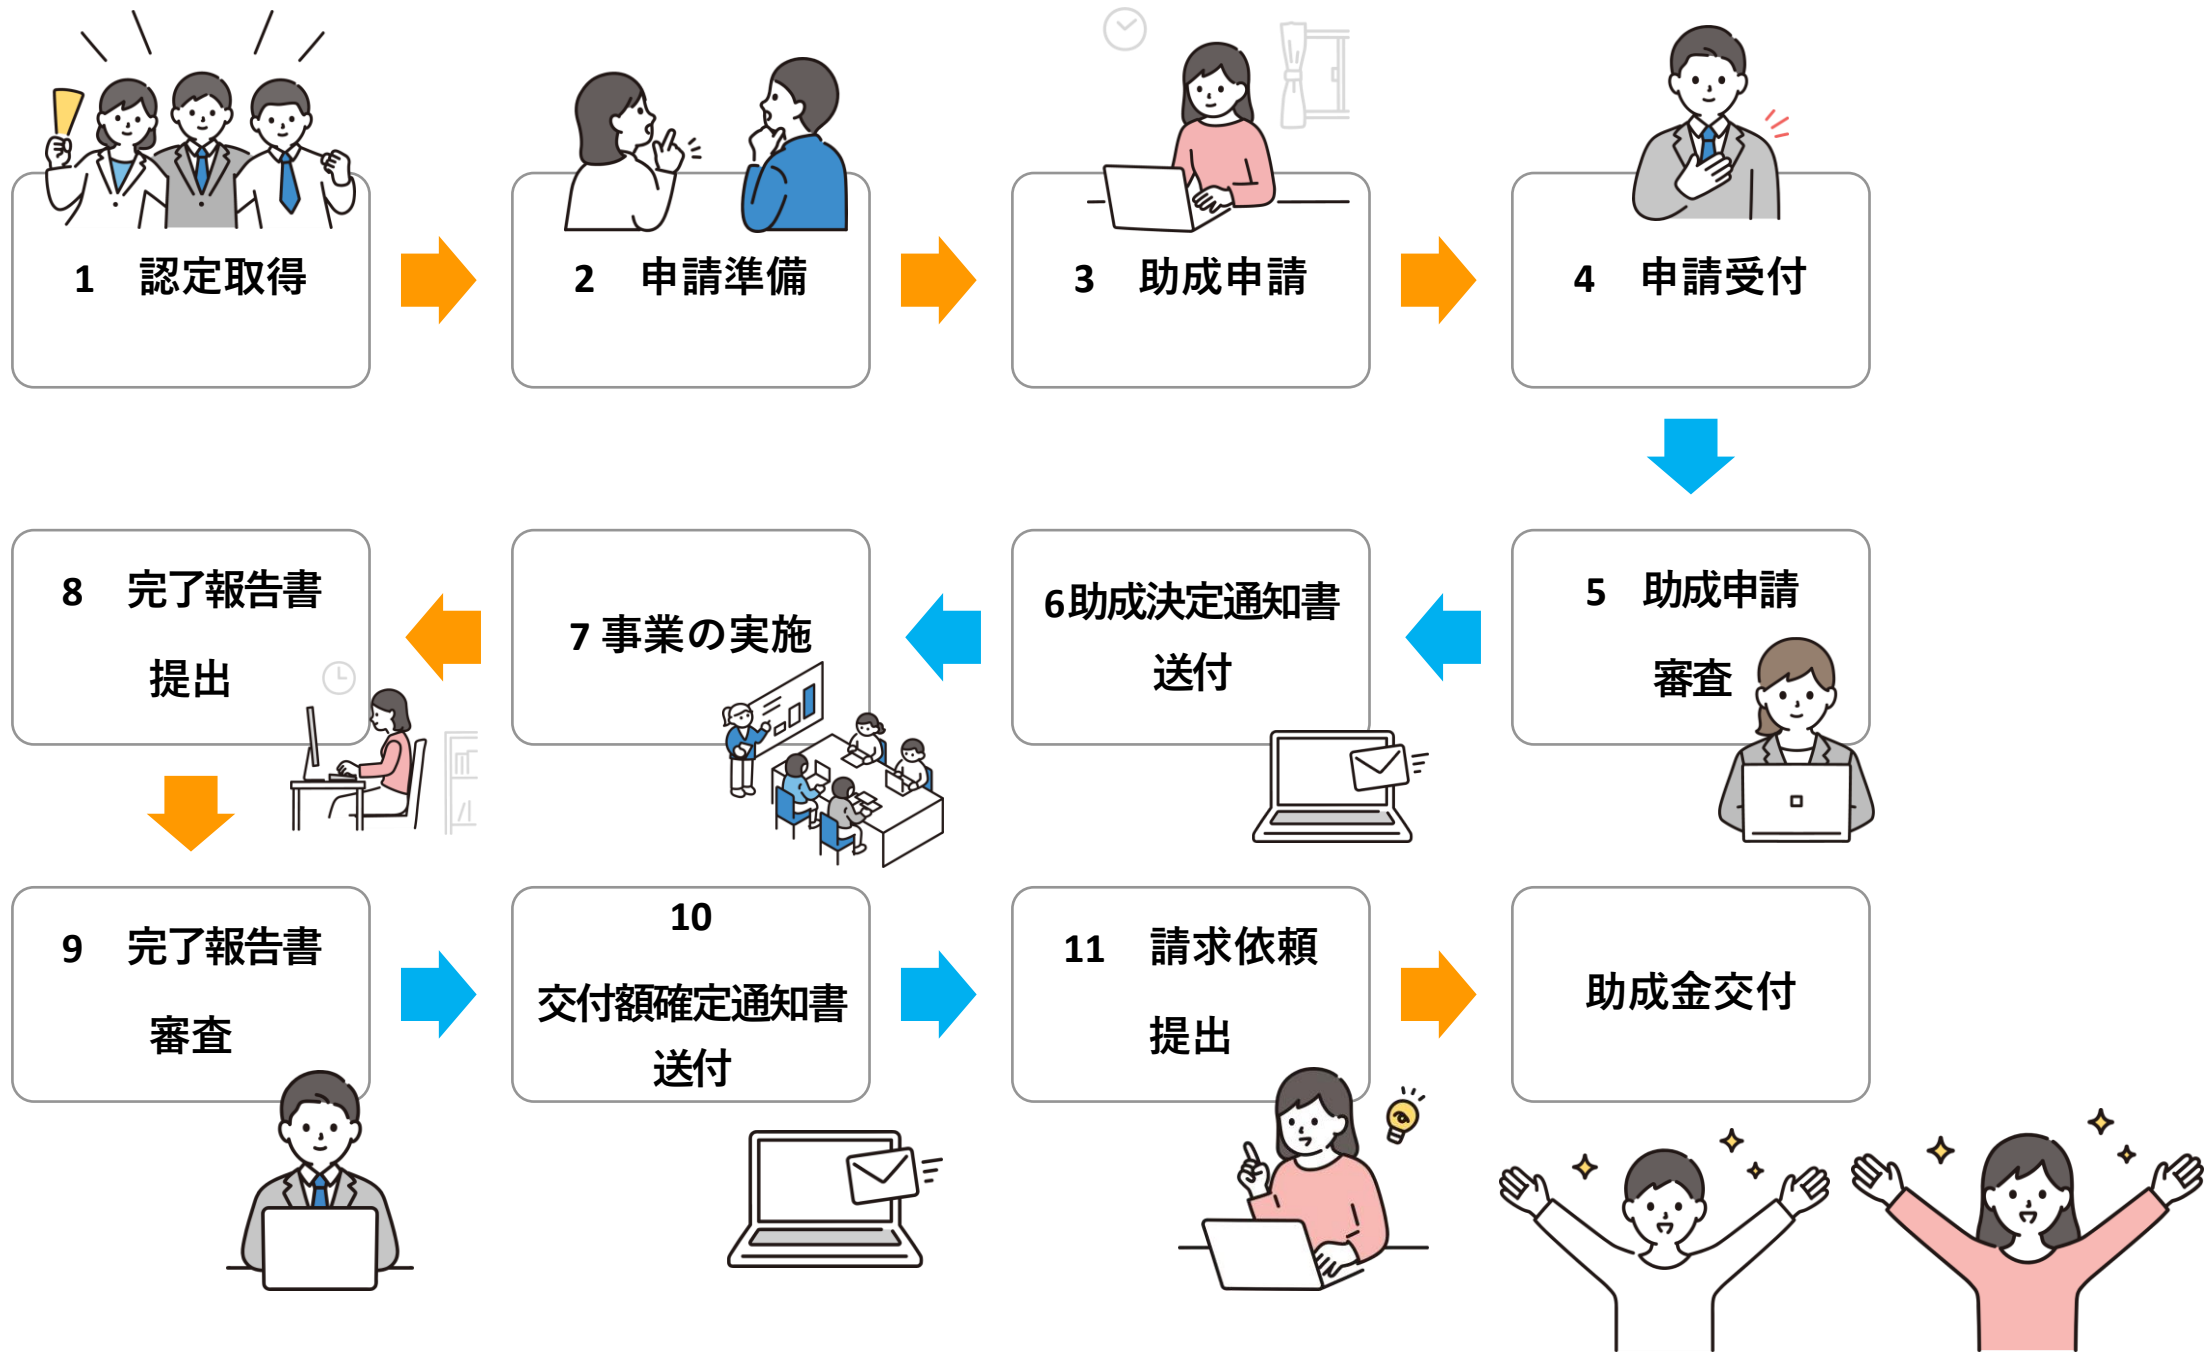 1　認定取得
2　申請準備
3　助成申請
4　申請受付
5　助成申請
審査
6助成決定通知書
送付
7 事業の実施
8　完了報告書
提出
9　完了報告書
審査
10
交付額確定通知書
送付
11　請求依頼
提出
助成金交付